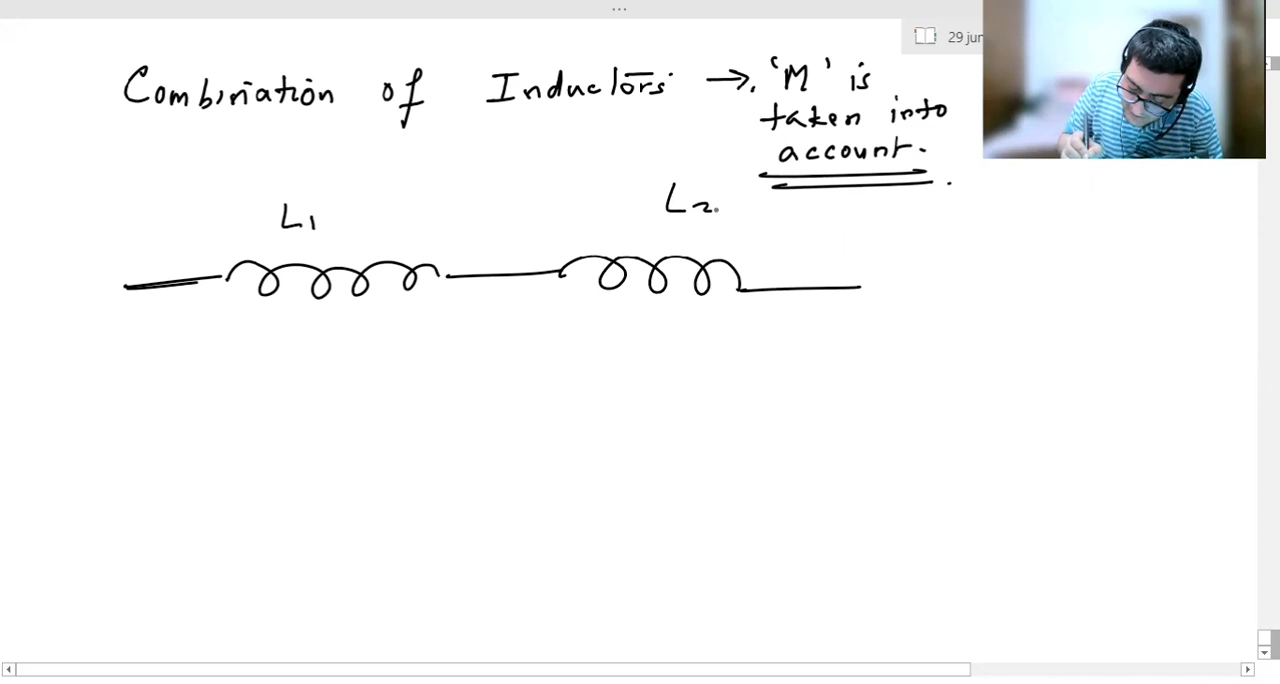 Combination of Inductors → . 'M' is
taken into
account.
L1
L2
29 jun